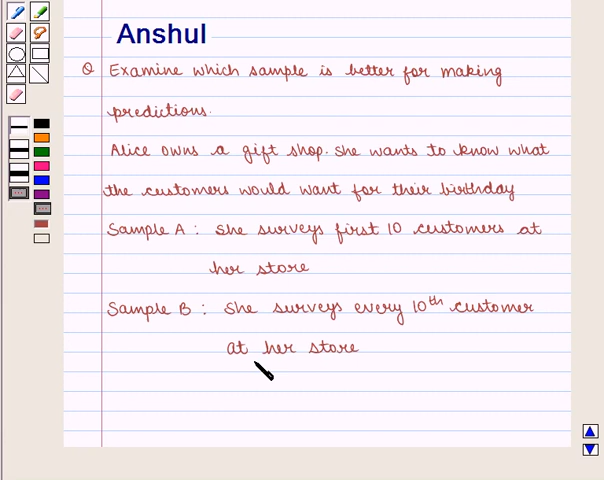 Anshul
Q Examine which sample is better for making
predictions.
Alice owns a gift shop. She wants to know what
the customers would want for their birthday
Sample A : She surveys first 10 customers at
her store
Sample B : She surveys every 10th customer
at her store